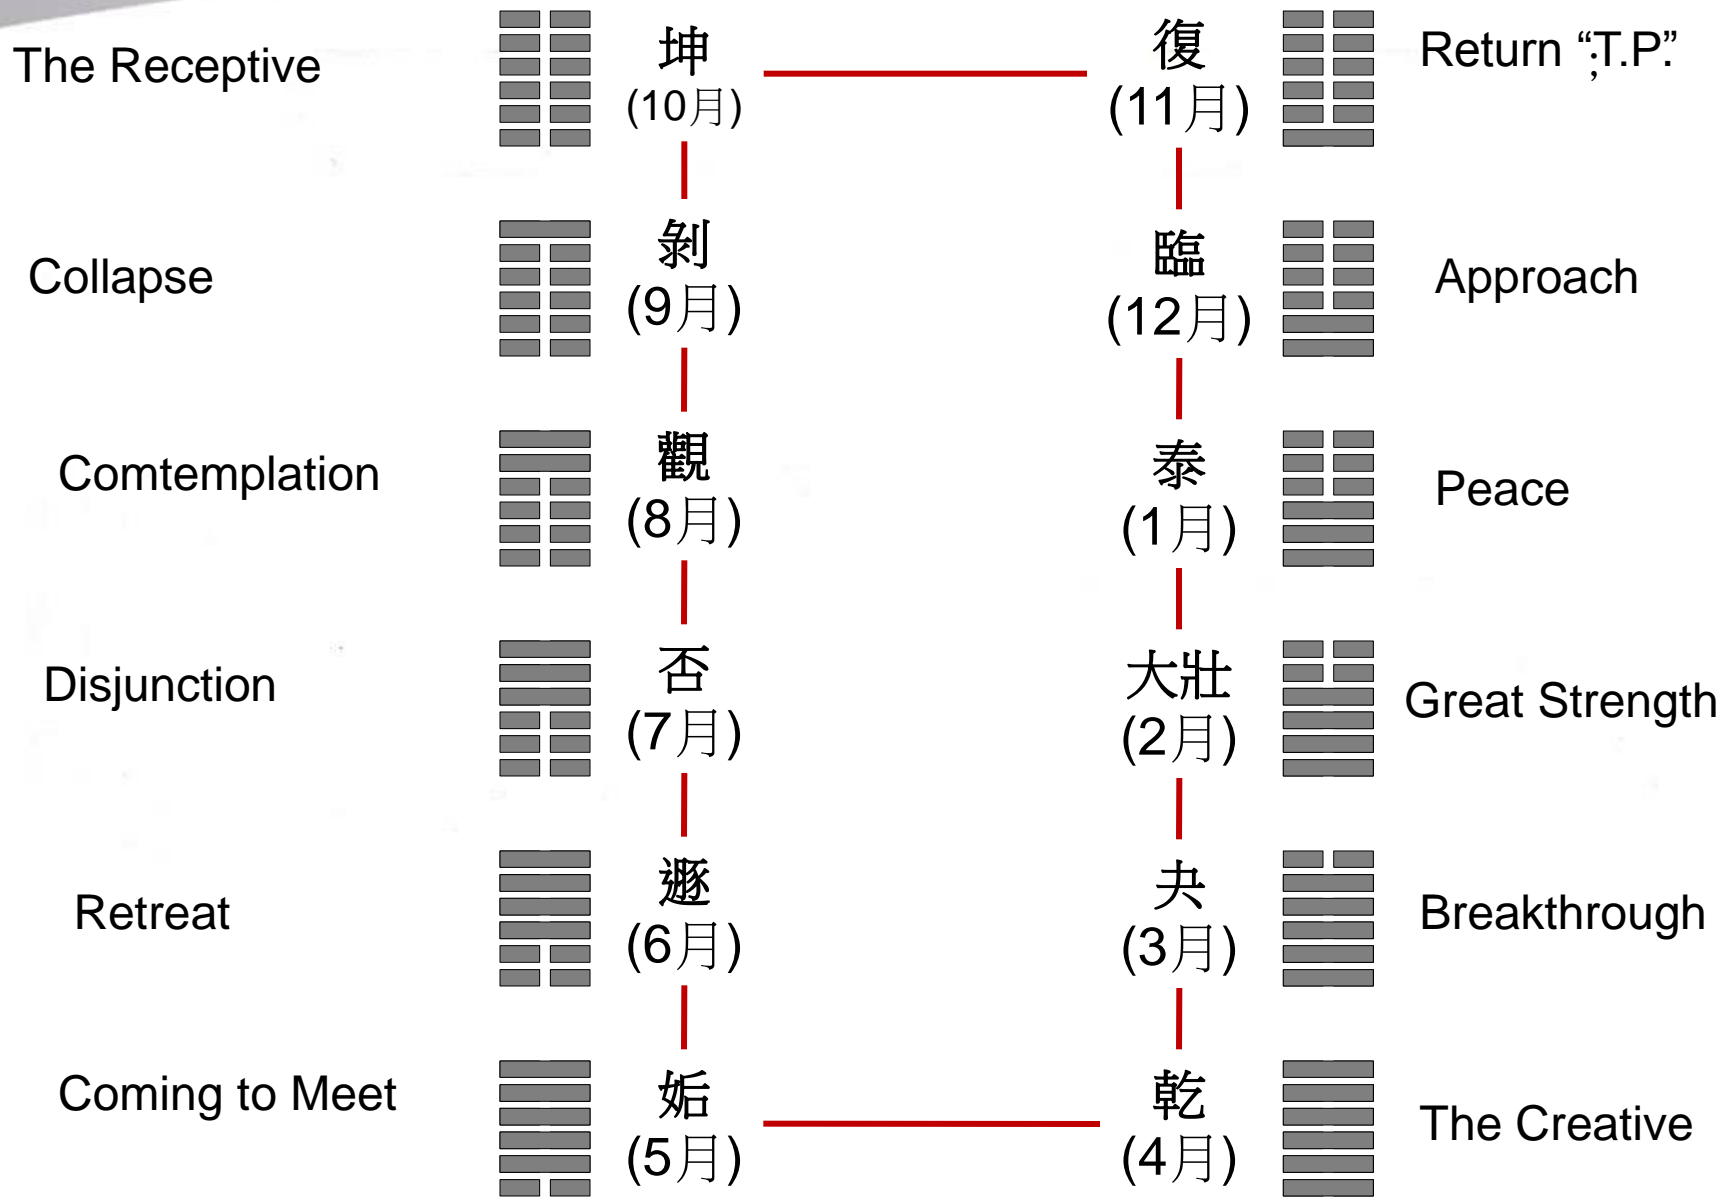 The Receptive
坤
(10月)
復
(11月)
Return “;T.P.”
Collapse
剝
(9月)
臨
(12月)
Approach
Comtemplation
觀
(8月)
泰
(1月)
Peace
Disjunction
否
(7月)
大壯
(2月)
Great Strength
Retreat
遯
(6月)
夬
(3月)
Breakthrough
Coming to Meet
姤
(5月)
乾
(4月)
The Creative